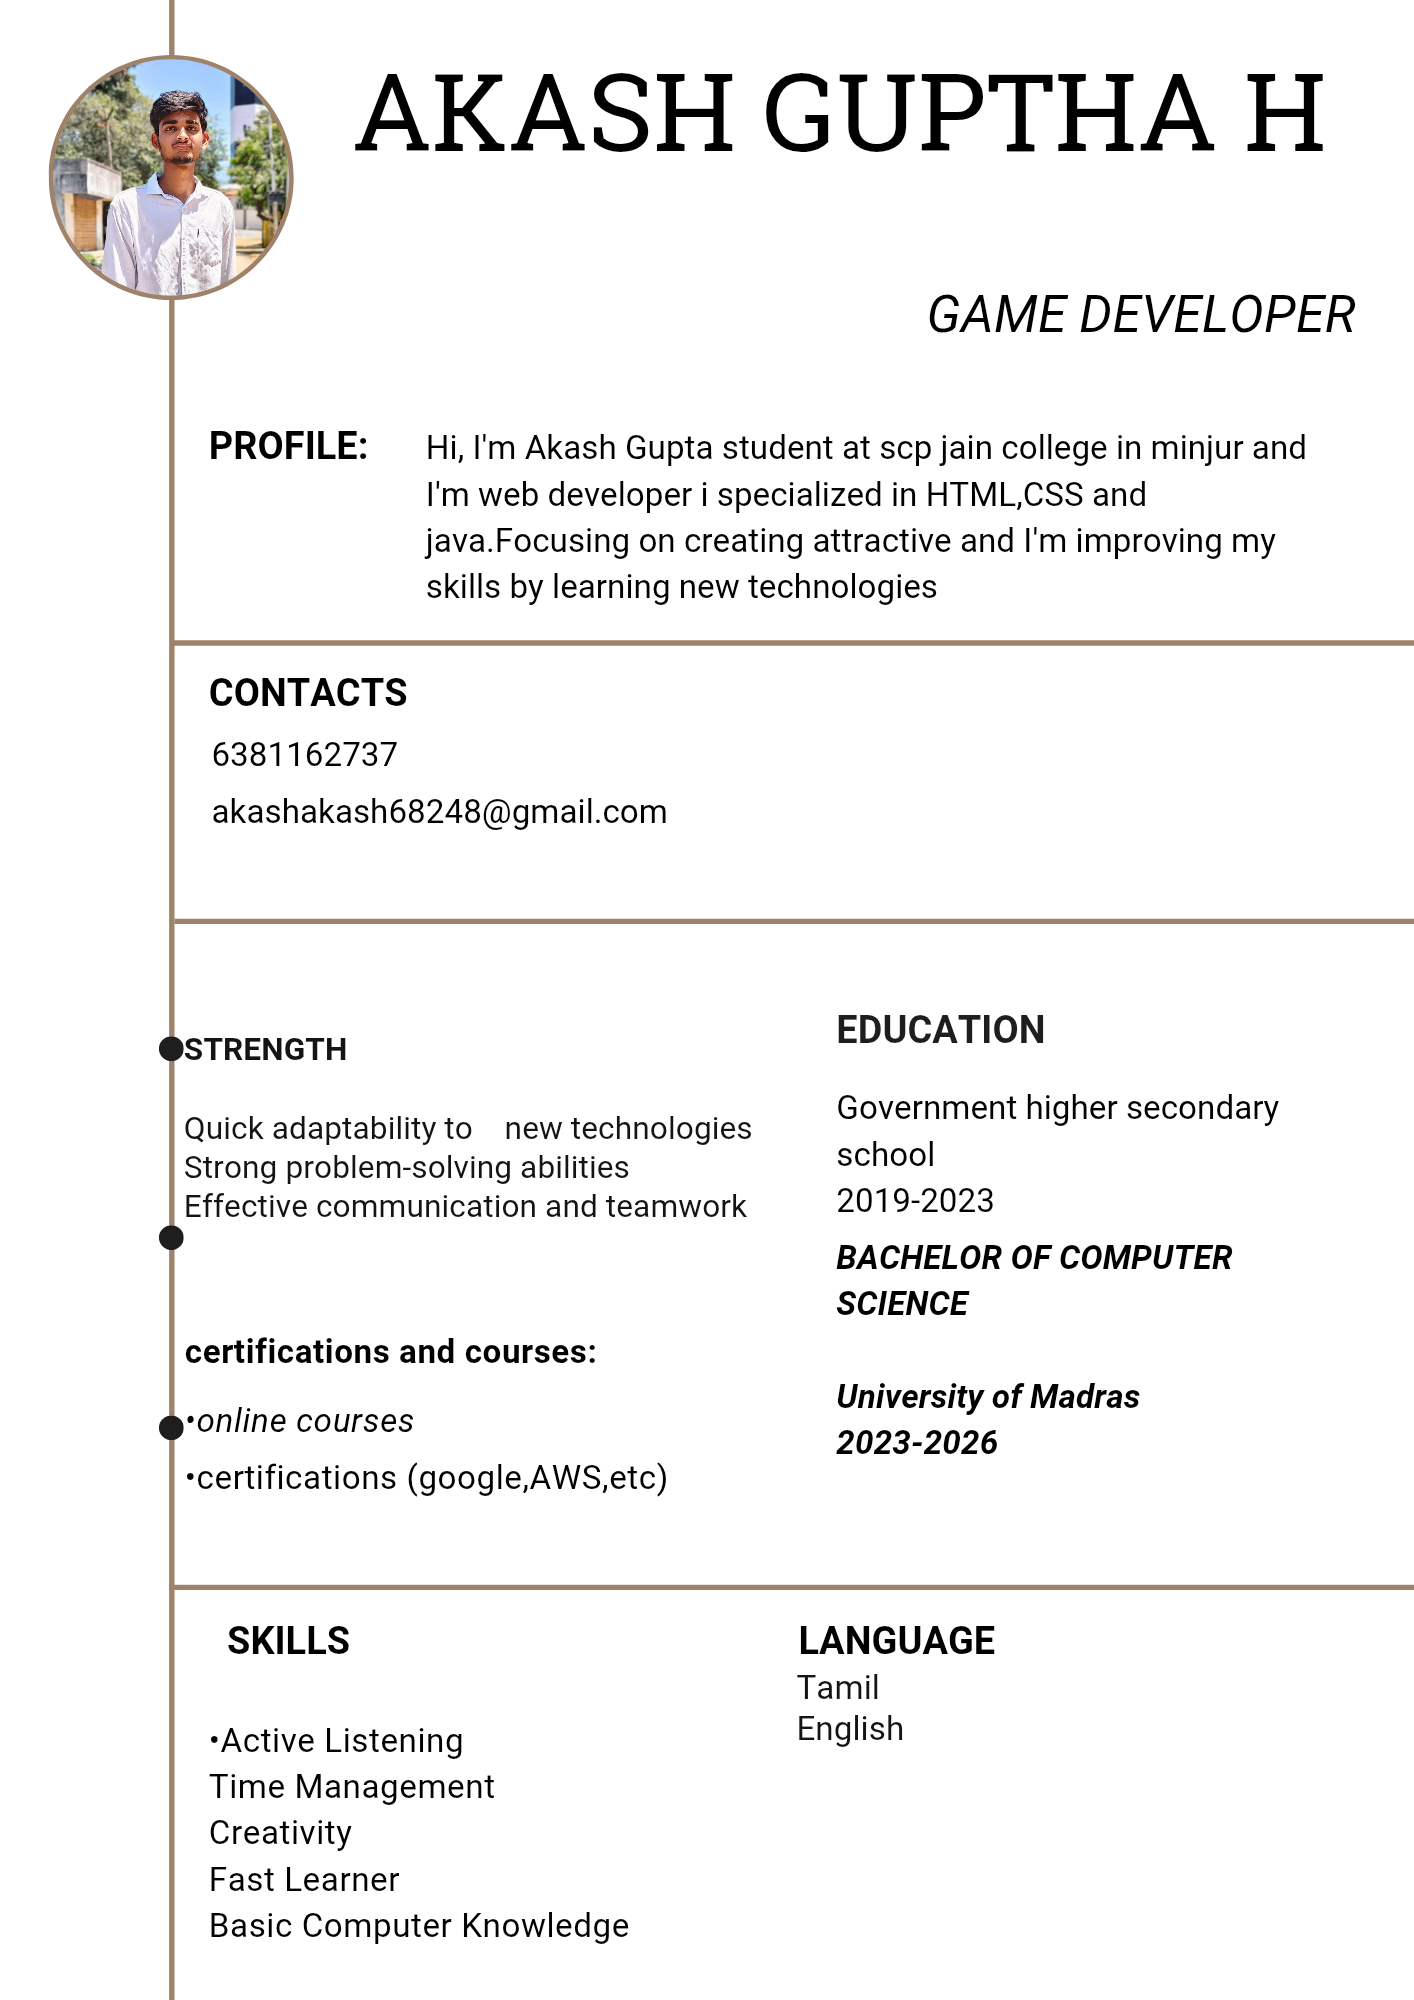 AKASH GUPTHA H
GAME DEVELOPER
PROFILE:
Hi, I'm Akash Gupta student at scp jain college in minjur and
I'm web developer i specialized in HTML,CSS and
java.Focusing on creating attractive and I'm improving my
skills by learning new technologies
CONTACTS
6381162737
akashakash68248@gmail.com
STRENGTH
Quick adaptability to    new technologies
Strong problem-solving abilities
Effective communication and teamwork
certifications and courses:
•online courses
•certifications (google,AWS,etc)
EDUCATION
Government higher secondary
school
2019-2023
BACHELOR OF COMPUTER
SCIENCE
University of Madras
2023-2026
SKILLS
•Active Listening
Time Management
Creativity
Fast Learner
Basic Computer Knowledge
LANGUAGE
Tamil
English